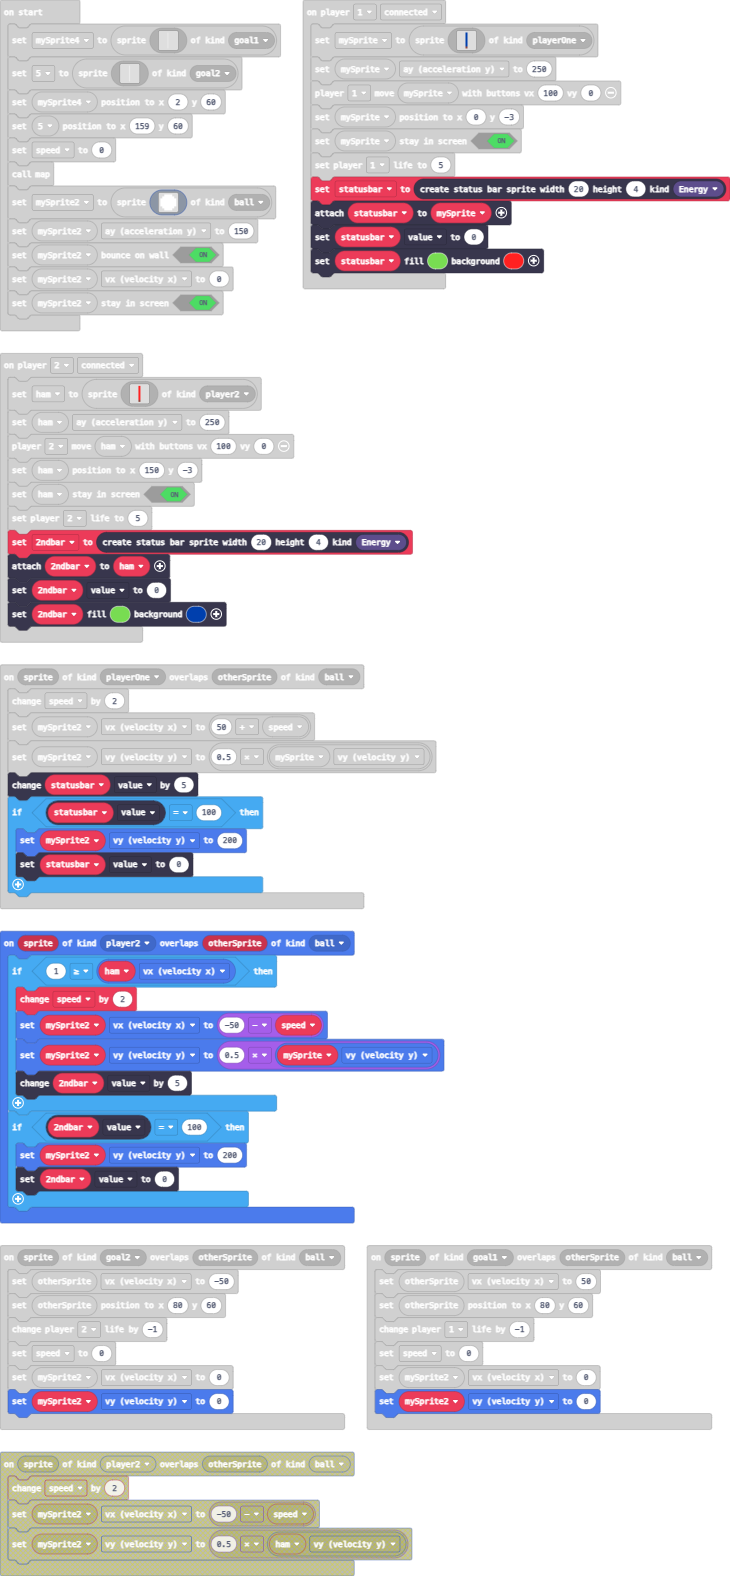 on start
set mySprite4 to sprite of kind goal1
set 5 to sprite of kind goal2
set mySprite4 position to x 2 y 60
set 5 position to x 159 y 60
set speed to 0
call map
set mySprite2 to sprite of kind ball
set mySprite2 ay (acceleration y) to 150
set mySprite2 bounce on wall ON
set mySprite2 vx (velocity x) to 0
set mySprite2 stay in screen ON
on player 1 connected
set mySprite to sprite of kind playerOne
set mySprite ay (acceleration y) to 250
player 1 move mySprite with buttons vx 100 vy 0
set mySprite position to x 0 y -3
set mySprite stay in screen ON
set player 1 life to 5
set statusbar to create status bar sprite width 20 height 4 kind Energy
attach statusbar to mySprite
set statusbar value to 0
set statusbar fill background
on player 2 connected
set ham to sprite of kind player2
set ham ay (acceleration y) to 250
player 2 move ham with buttons vx 100 vy 0
set ham position to x 150 y -3
set ham stay in screen ON
set player 2 life to 5
set 2ndbar to create status bar sprite width 20 height 4 kind Energy
attach 2ndbar to ham
set 2ndbar value to 0
set 2ndbar fill background
on sprite of kind playerOne overlaps otherSprite of kind ball
change speed by 2
set mySprite2 vx (velocity x) to 50 + speed
set mySprite2 vy (velocity y) to 0.5 × mySprite vy (velocity y)
change statusbar value by 5
if statusbar value = 100 then
set mySprite2 vy (velocity y) to 200
set statusbar value to 0
on sprite of kind player2 overlaps otherSprite of kind ball
if 1 ≥ ham vx (velocity x) then
change speed by 2
set mySprite2 vx (velocity x) to -50 - speed
set mySprite2 vy (velocity y) to 0.5 × mySprite vy (velocity y)
change 2ndbar value by 5
if 2ndbar value = 100 then
set mySprite2 vy (velocity y) to 200
set 2ndbar value to 0
on sprite of kind goal2 overlaps otherSprite of kind ball
set otherSprite vx (velocity x) to -50
set otherSprite position to x 80 y 60
change player 2 life by -1
set speed to 0
set mySprite2 vx (velocity x) to 0
set mySprite2 vy (velocity y) to 0
on sprite of kind goal1 overlaps otherSprite of kind ball
set otherSprite vx (velocity x) to 50
set otherSprite position to x 80 y 60
change player 1 life by -1
set speed to 0
set mySprite2 vx (velocity x) to 0
set mySprite2 vy (velocity y) to 0
on sprite of kind player2 overlaps otherSprite of kind ball
change speed by 2
set mySprite2 vx (velocity x) to -50 - speed
set mySprite2 vy (velocity y) to 0.5 × ham vy (velocity y)